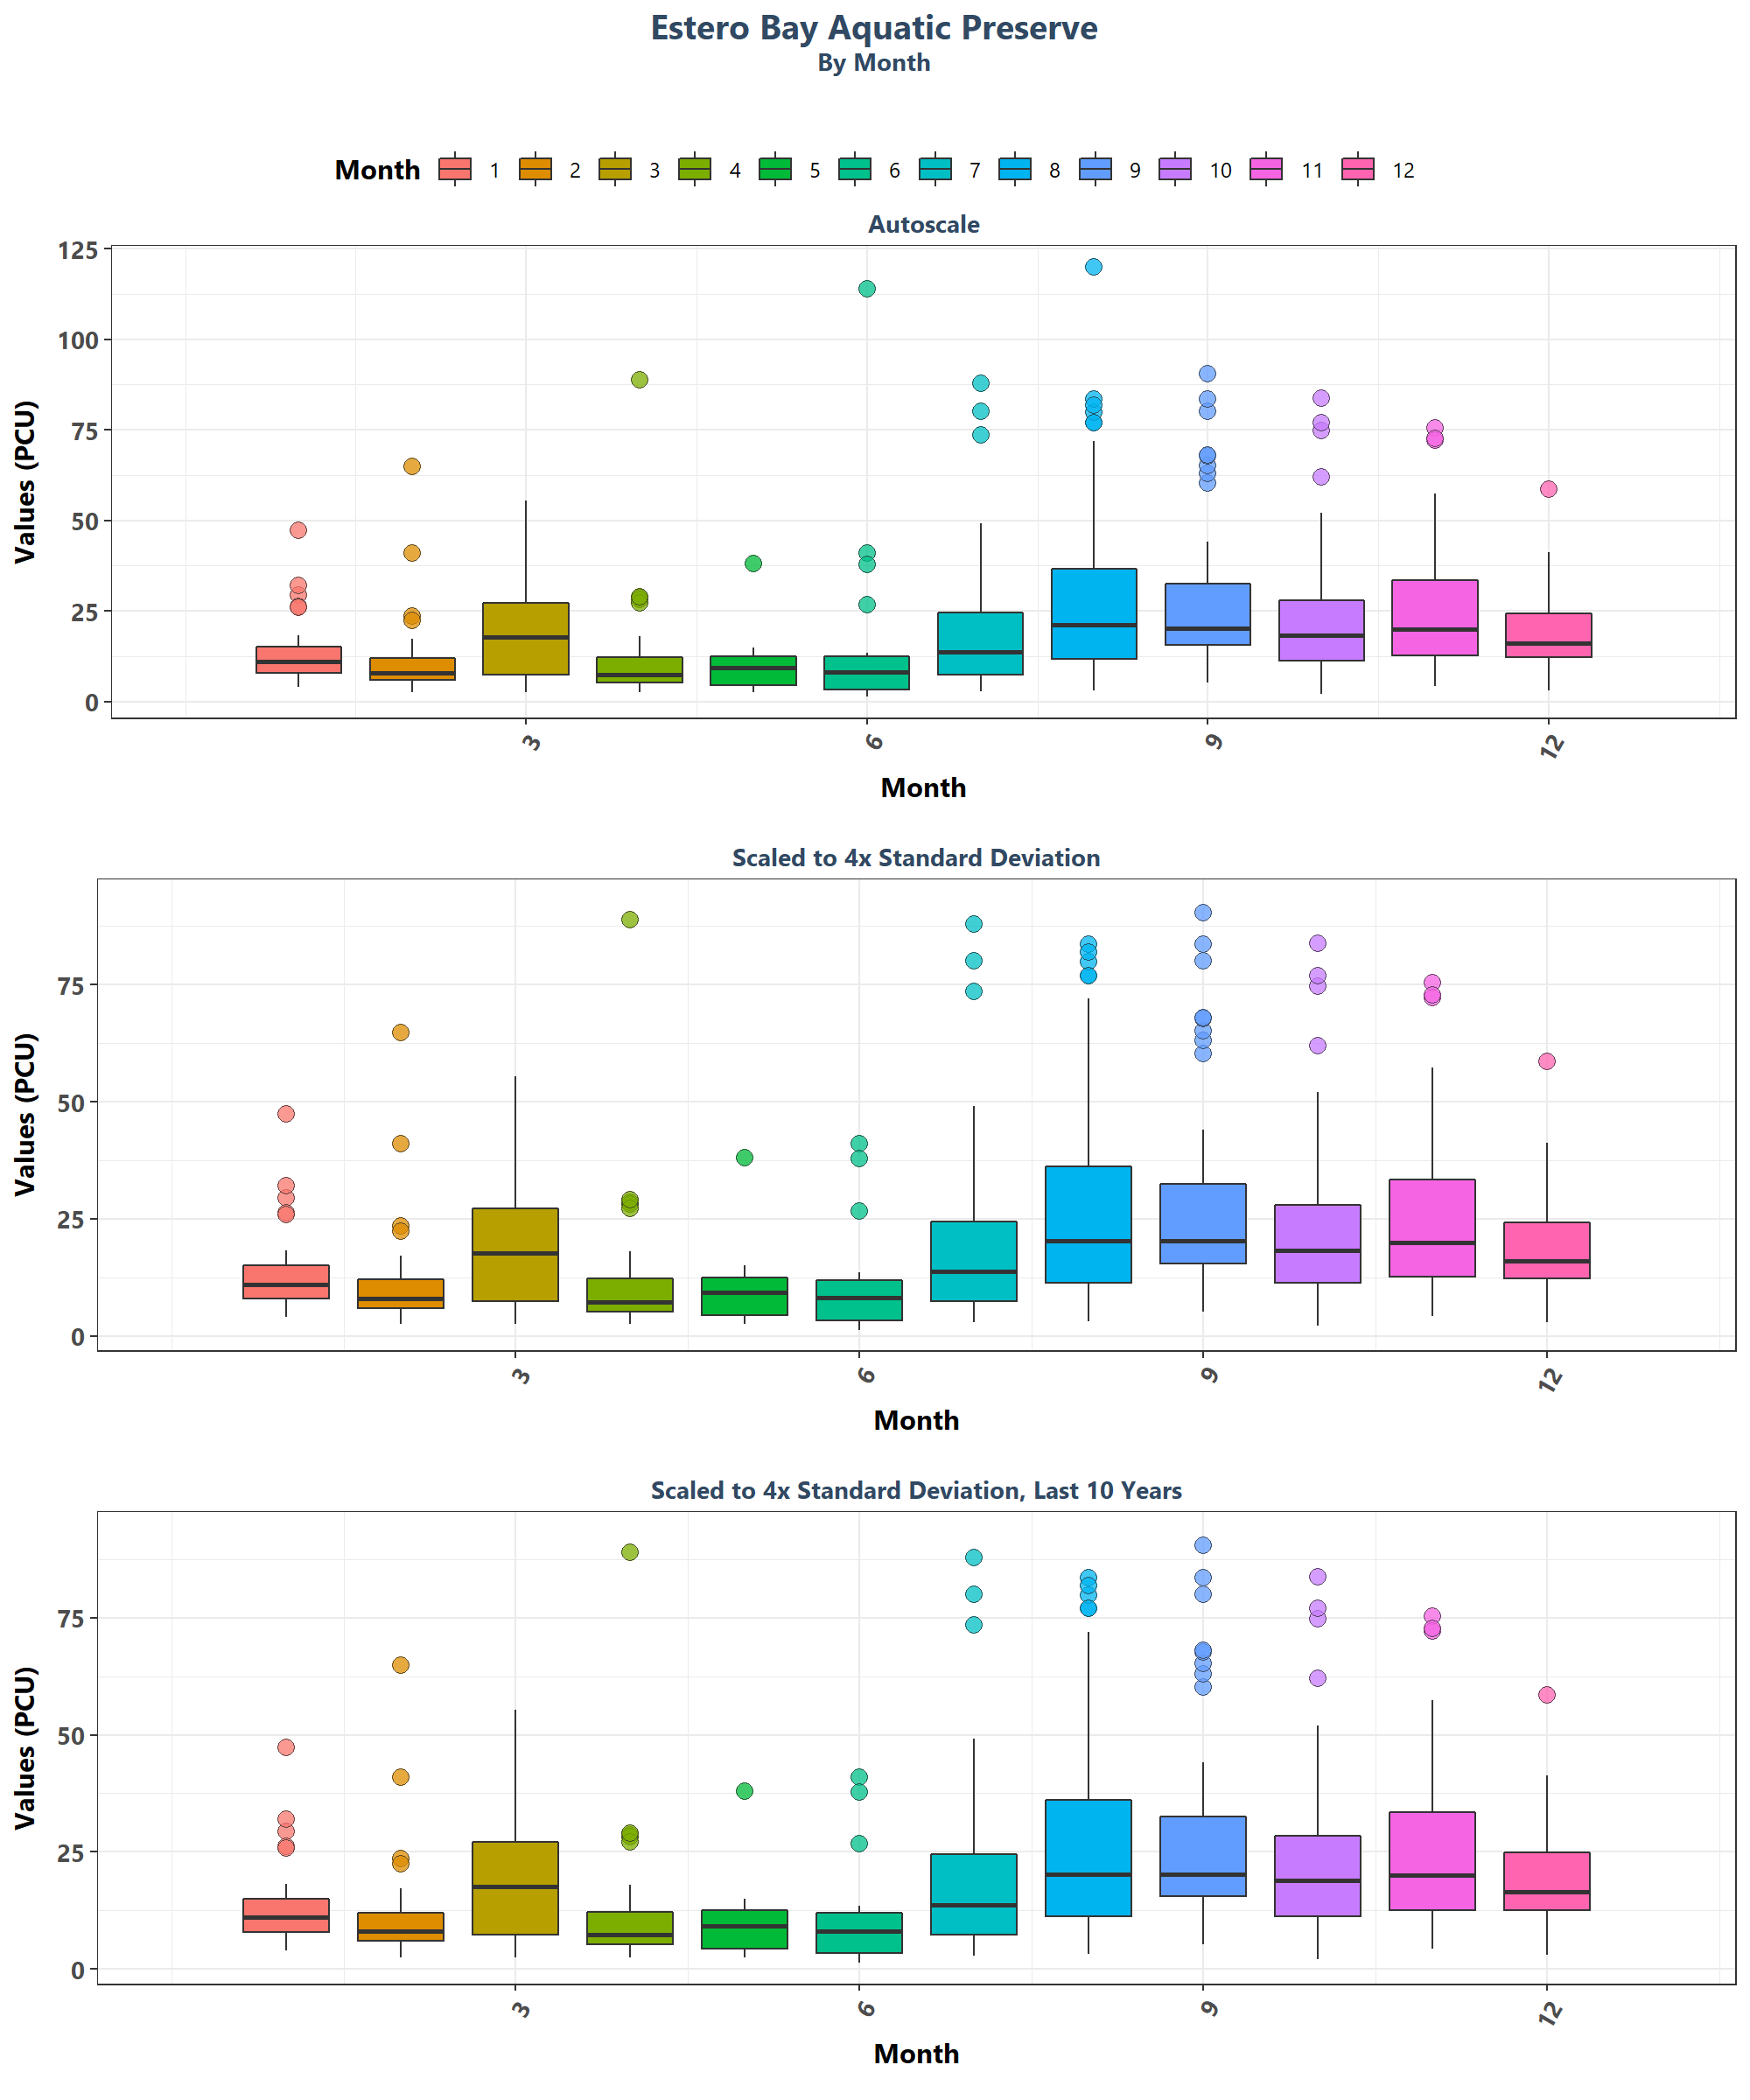 Estero Bay Aquatic Preserve
By Month
Month 1 2 3 4 5 6 7 8 9 10 11 12
Autoscale
Values (PCU)
125
100
75
50
25
0
3 6 9 12
Month
Scaled to 4x Standard Deviation
Values (PCU)
75
50
25
0
3 6 9 12
Month
Scaled to 4x Standard Deviation, Last 10 Years
Values (PCU)
75
50
25
0
3 6 9 12
Month